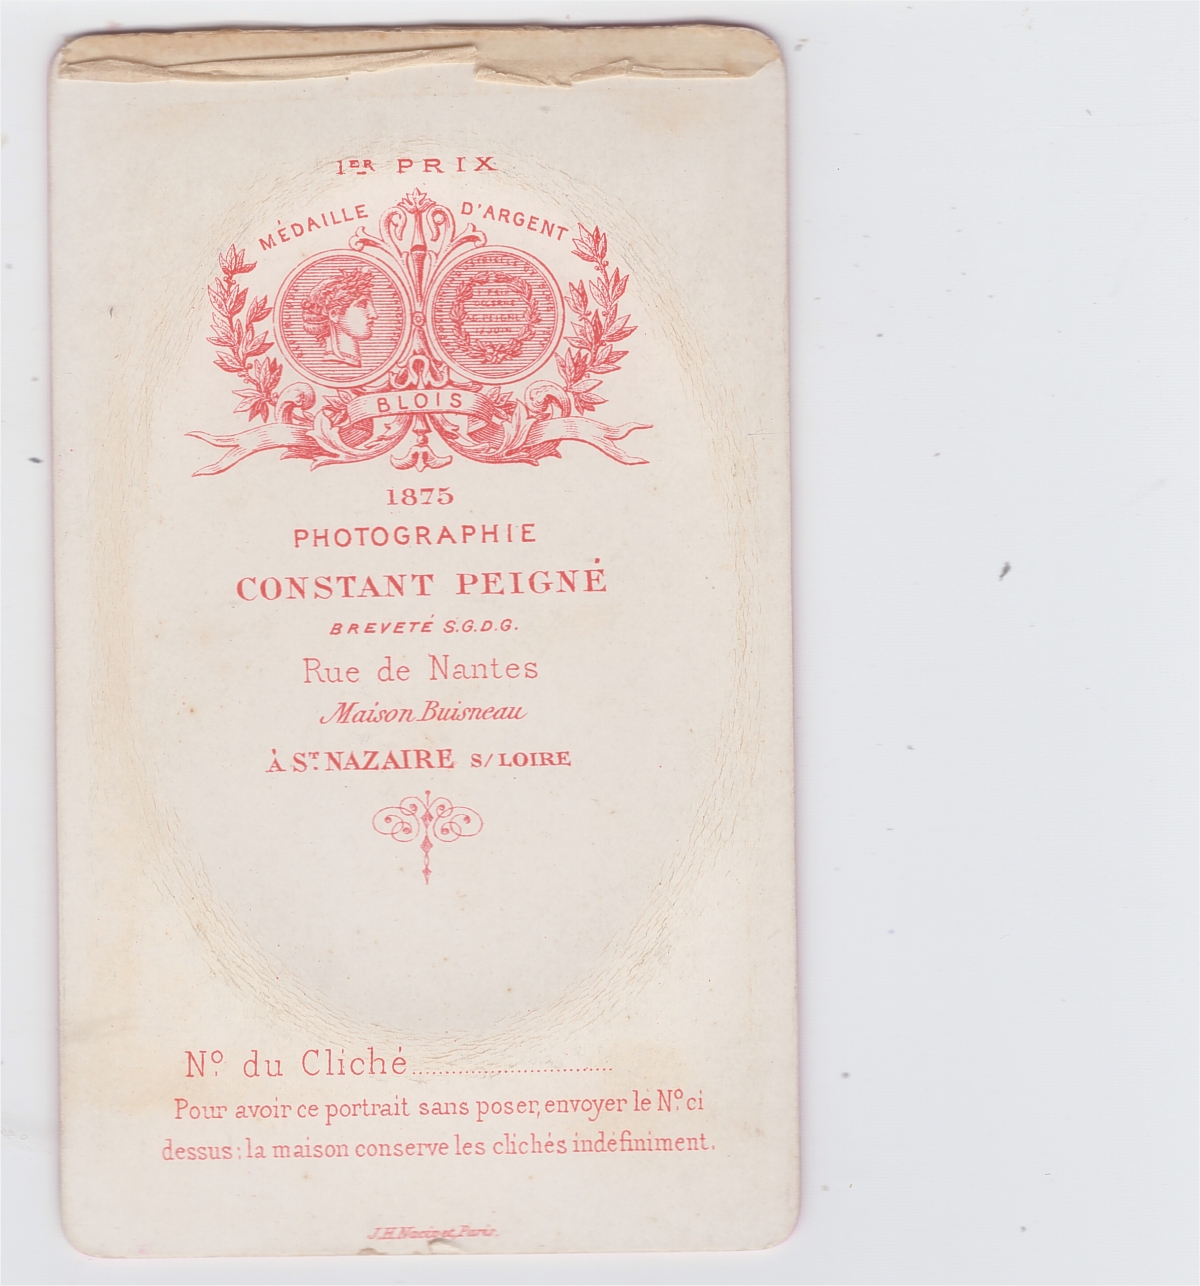 1ER PRIX
MÉDAILLE D'ARGENT
BLOIS
1875
PHOTOGRAPHIE
CONSTANT PEIGNÉ
BREVETÉ S.G.D.G.
Rue de Nantes
Maison Buisneau
À ST NAZAIRE S/LOIRE
No. du Cliché..............................
Pour avoir ce portrait sans poser, envoyer le No. ci
dessus: la maison conserve les clichés indéfiniment.
J.H. Nacivet, Paris.